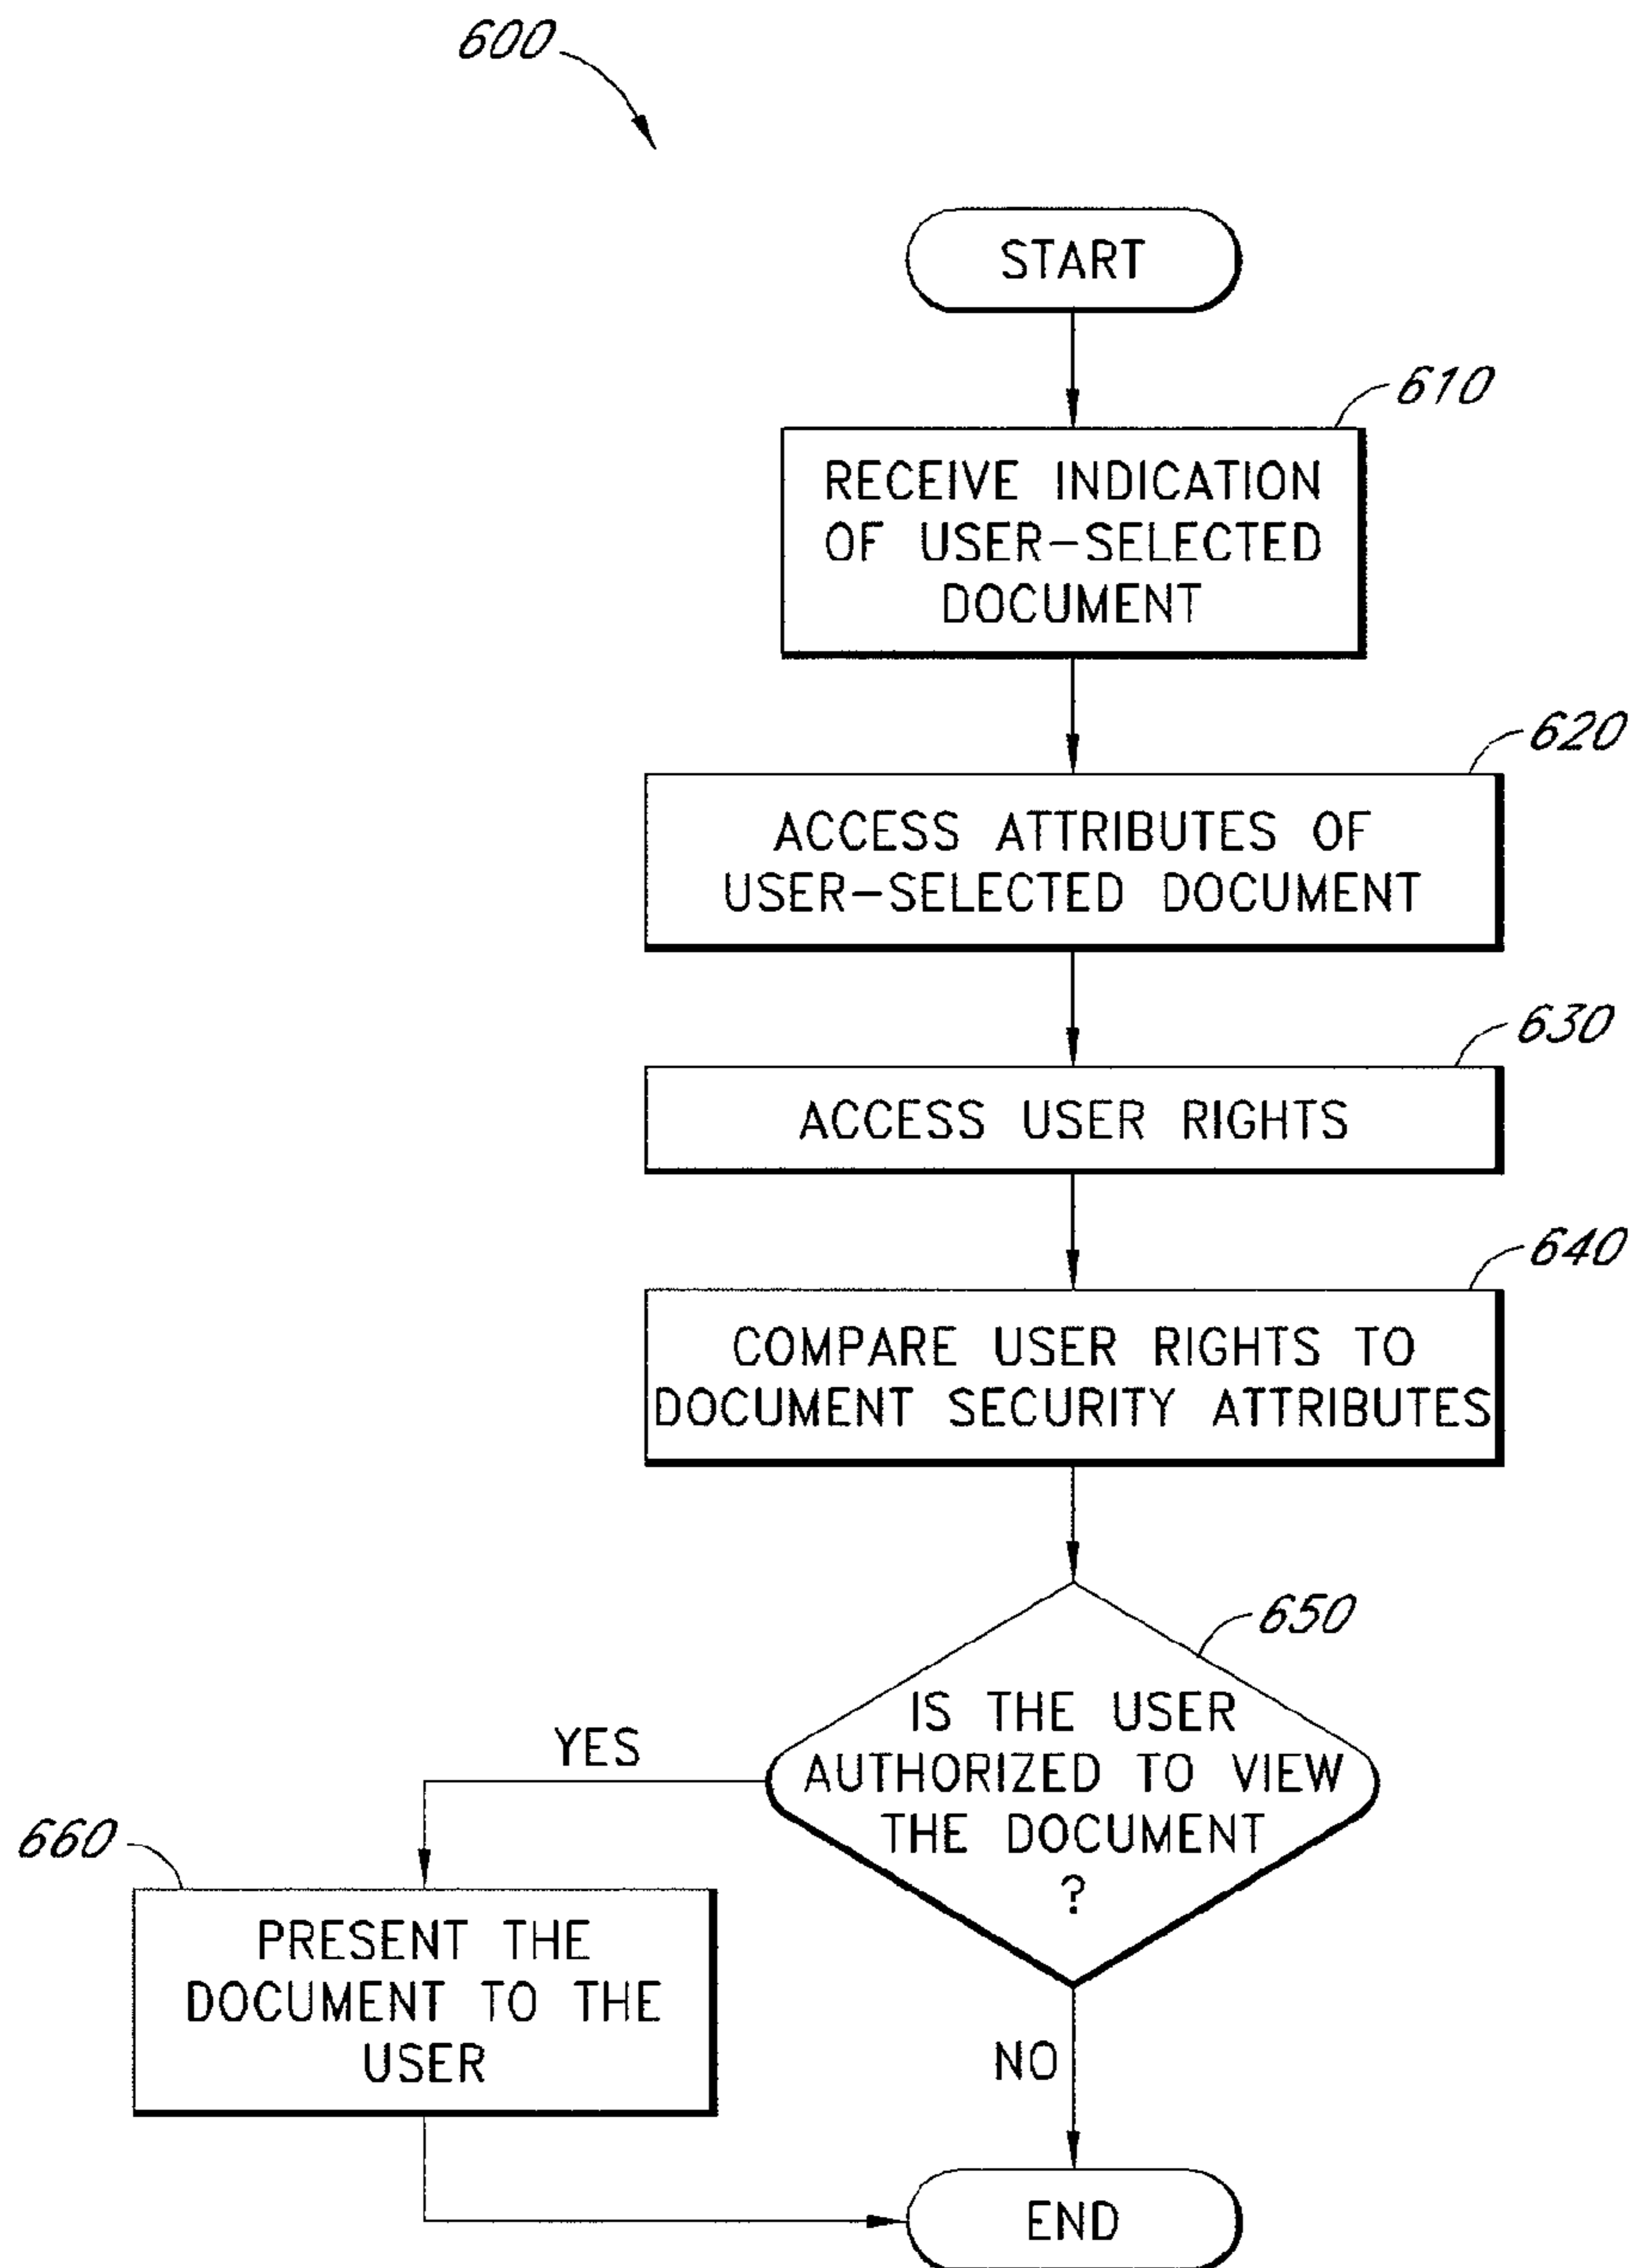 600
START
610
RECEIVE INDICATION
OF USER-SELECTED
DOCUMENT
620
ACCESS ATTRIBUTES OF
USER-SELECTED DOCUMENT
630
ACCESS USER RIGHTS
640
COMPARE USER RIGHTS TO
DOCUMENT SECURITY ATTRIBUTES
650
IS THE USER
AUTHORIZED TO VIEW
THE DOCUMENT
?
YES
660
PRESENT THE
DOCUMENT TO THE
USER
NO
END